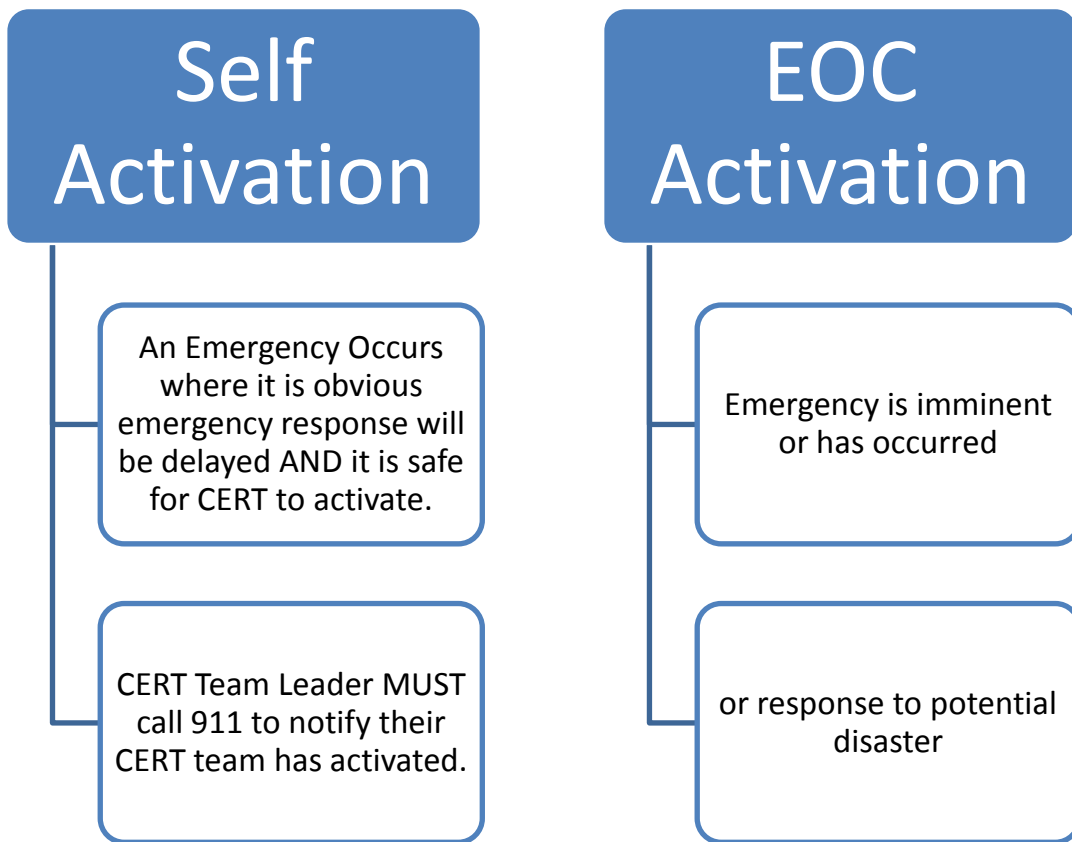 Self
Activation
An Emergency Occurs
where it is obvious
emergency response will
be delayed AND it is safe
for CERT to activate.
CERT Team Leader MUST
call 911 to notify their
CERT team has activated.
EOC
Activation
Emergency is imminent
or has occurred
or response to potential
disaster